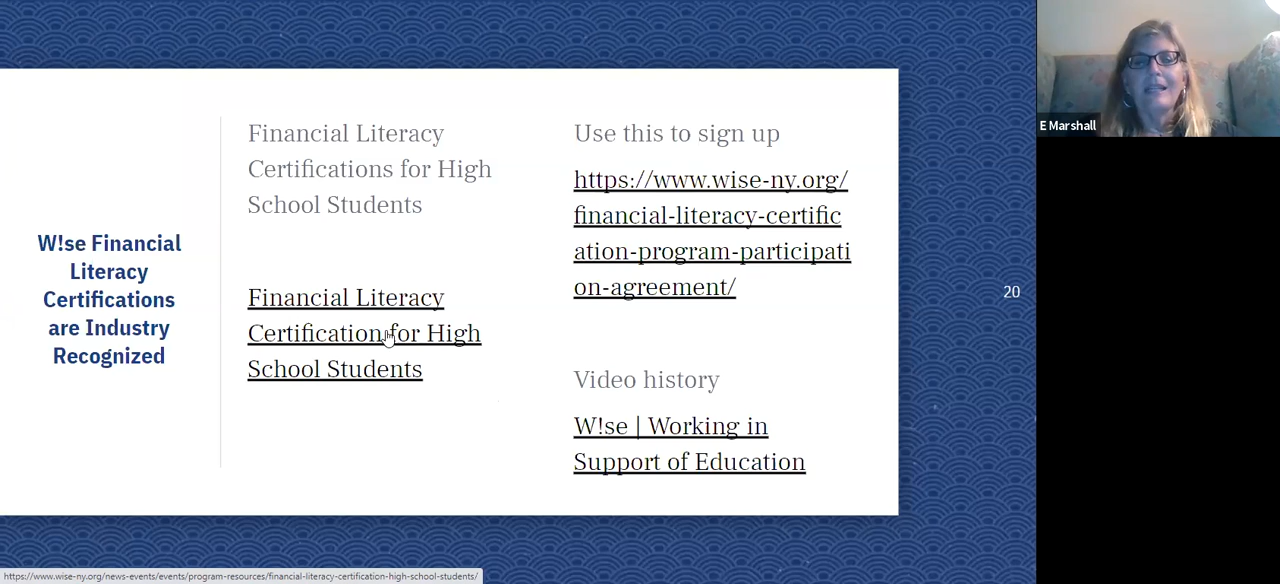 W!se Financial
Literacy
Certifications
are Industry
Recognized
Financial Literacy
Certifications for High
School Students
Financial Literacy
Certification for High
School Students
Use this to sign up
https://www.wise-ny.org/
financial-literacy-certific
ation-program-participati
on-agreement/
Video history
W!se | Working in
Support of Education
20
E Marshall
https://www.wise-ny.org/news-events/events/program-resources/financial-literacy-certification-high-school-students/